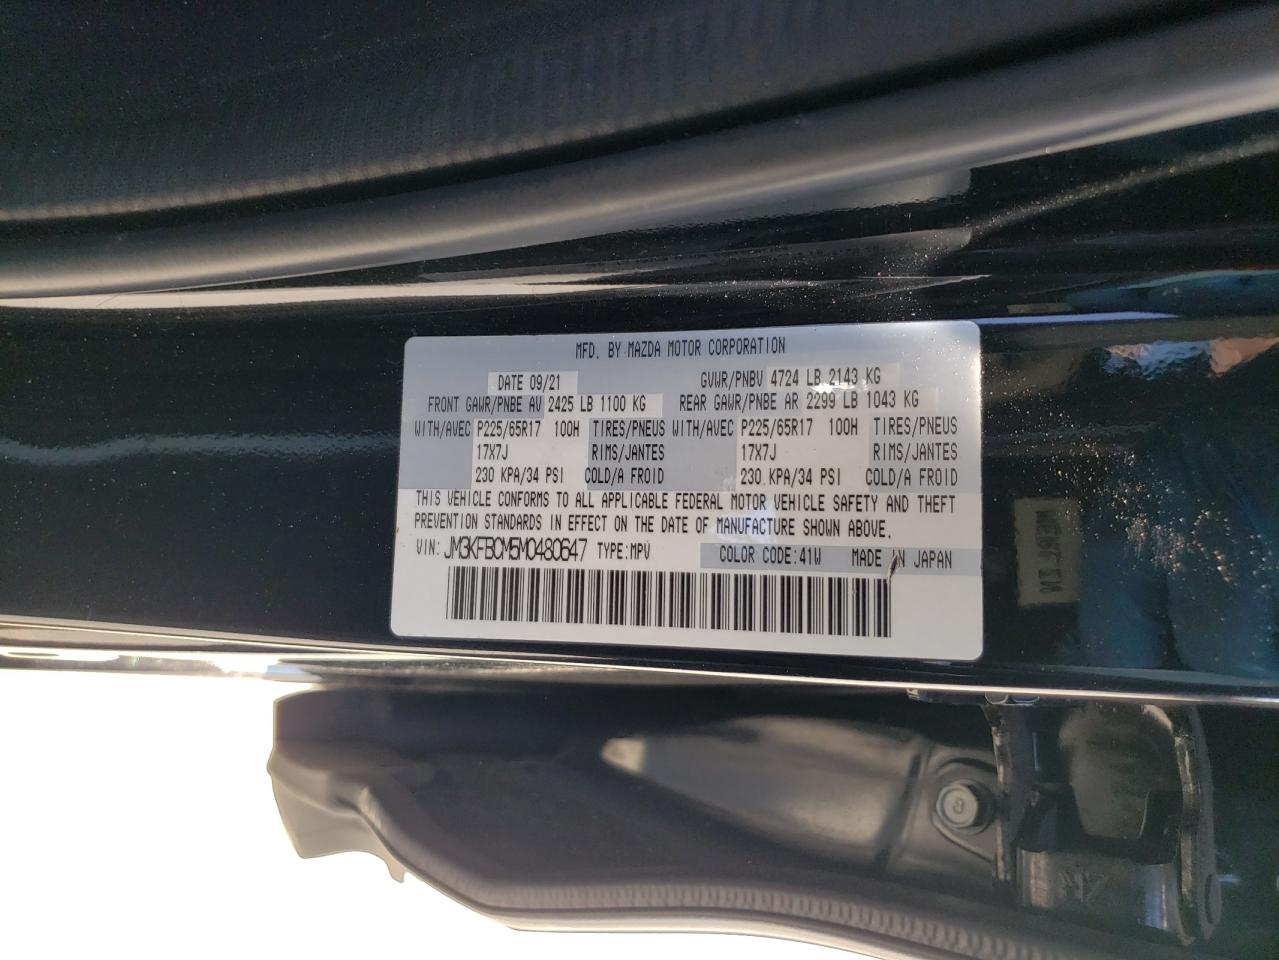 MFD. BY MAZDA MOTOR CORPORATION
DATE 09/21 GVWR/PNBV 4724 LB 2143 KG
FRONT GAWR/PNBE AV 2425 LB 1100 KG REAR GAWR/PNBE AR 2299 LB 1043 KG
WITH/AVEC P225/65R17 100H TIRES/PNEUS WITH/AVEC P225/65R17 100H TIRES/PNEUS
17X7J RIMS/JANTES 17X7J RIMS/JANTES
230 KPA/34 PSI COLD/A FROID 230 KPA/34 PSI COLD/A FROID
THIS VEHICLE CONFORMS TO ALL APPLICABLE FEDERAL MOTOR VEHICLE SAFETY AND THEFT
PREVENTION STANDARDS IN EFFECT ON THE DATE OF MANUFACTURE SHOWN ABOVE.
VIN: JM3KFBCM5M0480647 TYPE:MPV COLOR CODE:41W MADE IN JAPAN
8